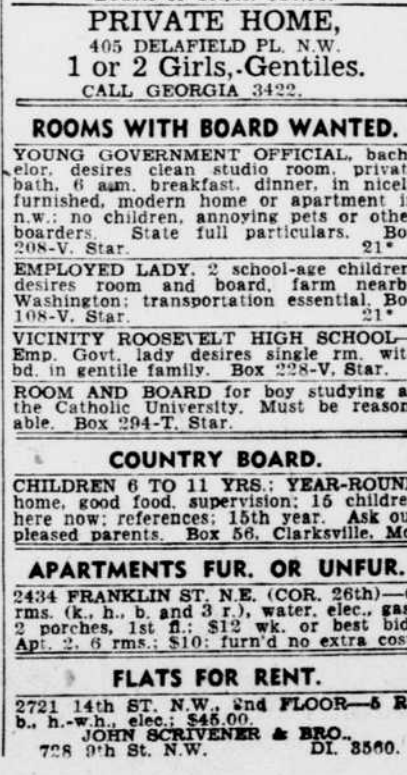 PRIVATE HOME,
405 DELAFIELD PL. N.W.
1 or 2 Girls, Gentiles.
CALL GEORGIA 3422.
ROOMS WITH BOARD WANTED.
YOUNG GOVERNMENT OFFICIAL, bach
elor, desires clean studio room, privat
bath, 6 a.m. breakfast, dinner, in nicel
furnished, modern home or apartment i
n.w.; no children, annoying pets or othe
boarders. State full particulars. Bo
208-V, Star. 21*
EMPLOYED LADY, 2 school-age children
desires room and board, farm nearb
Washington; transportation essential. Bo
108-V, Star. 21*
VICINITY ROOSEVELT HIGH SCHOOL—
Emp. Govt. lady desires single rm. wit
bd. in gentile family. Box 228-V, Star.
ROOM AND BOARD for boy studying a
the Catholic University. Must be reason
able. Box 294-T, Star.
COUNTRY BOARD.
CHILDREN 6 TO 11 YRS.; YEAR-ROUN
home, good food, supervision; 15 childre
here now; references; 15th year. Ask ou
pleased parents. Box 56, Clarksville, Md
APARTMENTS FUR. OR UNFUR.
2434 FRANKLIN ST. N.E. (COR. 26th)—
rms. (k., h., b. and 3 r.), water, elec., gas
2 porches, 1st fl.; $12 wk. or best bid
Apt. 2, 6 rms.; $10; furn'd no extra cos
FLATS FOR RENT.
2721 14th ST. N.W., 2nd FLOOR—5 R
b., h.-w.h., elec.; $45.00.
JOHN SCRIVENER & BRO.,
728 9th St. N.W. DI. 3560.